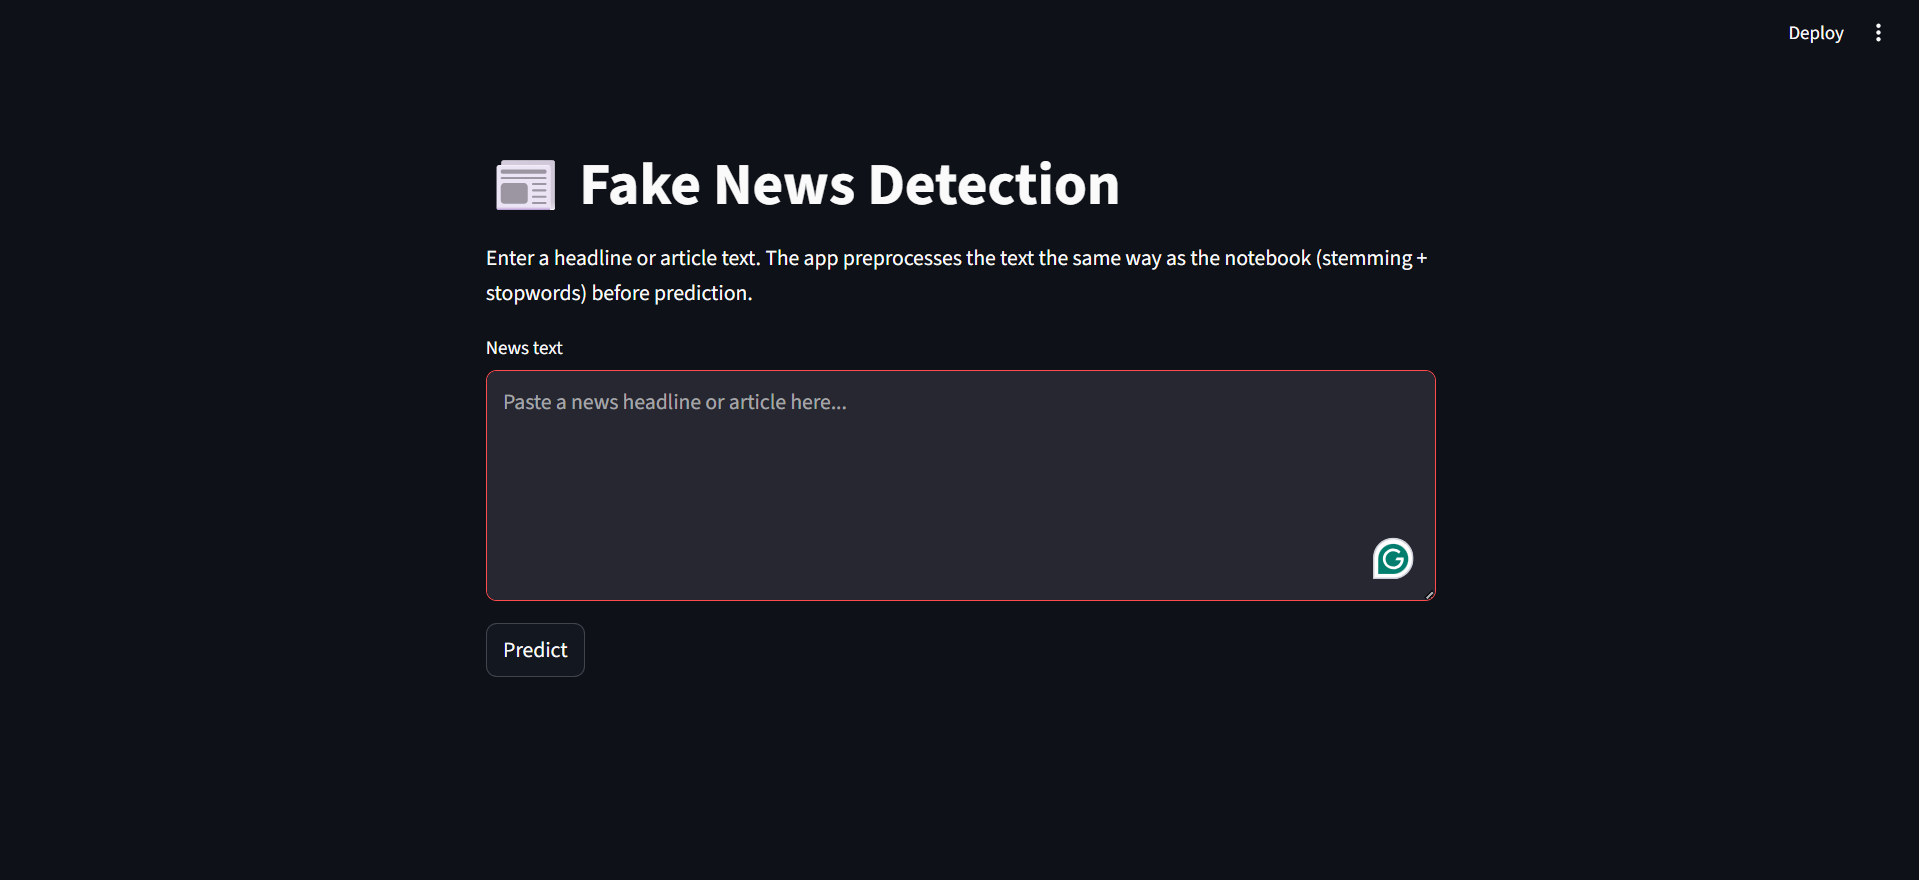 Deploy
Fake News Detection
Enter a headline or article text. The app preprocesses the text the same way as the notebook (stemming +
stopwords) before prediction.
News text
Paste a news headline or article here...
Predict